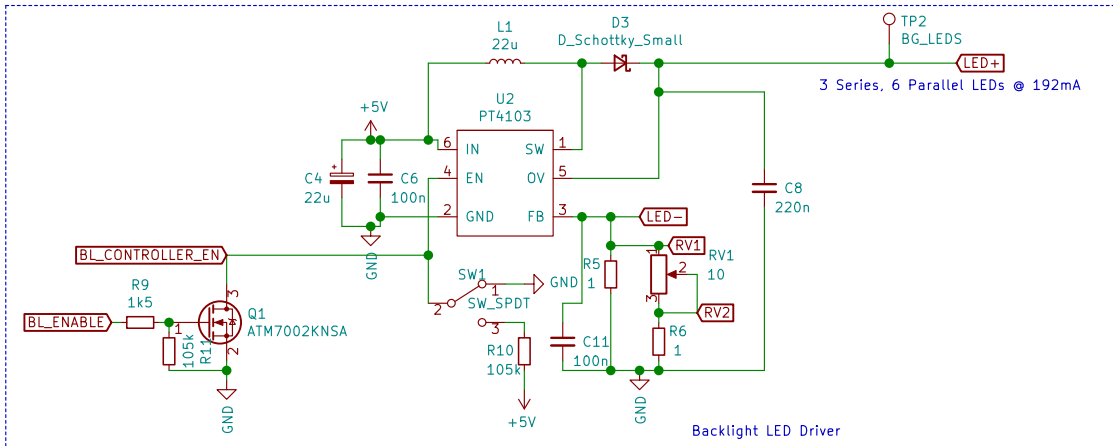 TP2
BG_LEDS
LED+
3 Series, 6 Parallel LEDs @ 192mA
L1
22u
D3
D_Schottky_Small
U2
PT4103
+5V
6 IN SW 1
4 EN OV 5
2 GND FB 3
+
C4
22u
C6
100n
GND
C8
220n
LED-
RV1
RV1
10
1
2
3
RV2
R5
1
R6
1
C11
100n
GND
BL_CONTROLLER_EN
SW1
SW_SPDT
1
2
3
GND
R10
105k
+5V
R9
1k5
BL_ENABLE
R11
105k
Q1
ATM7002KNSA
3
1
2
GND
Backlight LED Driver